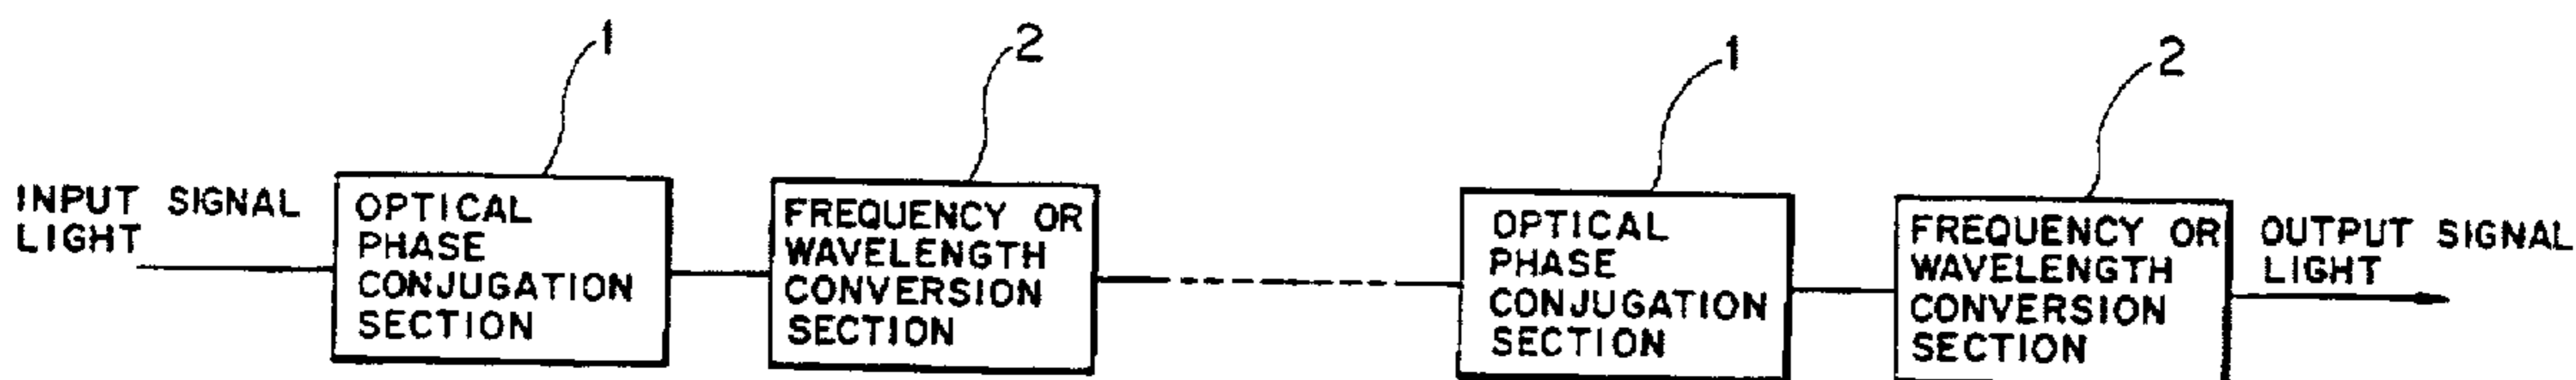 1
2
1
2
INPUT SIGNAL
LIGHT
OPTICAL
PHASE
CONJUGATION
SECTION
FREQUENCY OR
WAVELENGTH
CONVERSION
SECTION
OPTICAL
PHASE
CONJUGATION
SECTION
FREQUENCY OR
WAVELENGTH
CONVERSION
SECTION
OUTPUT SIGNAL
LIGHT